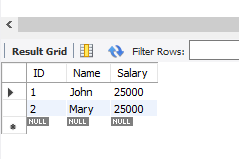 Result Grid Filter Rows:
ID Name Salary
1 John 25000
2 Mary 25000
NULL NULL NULL